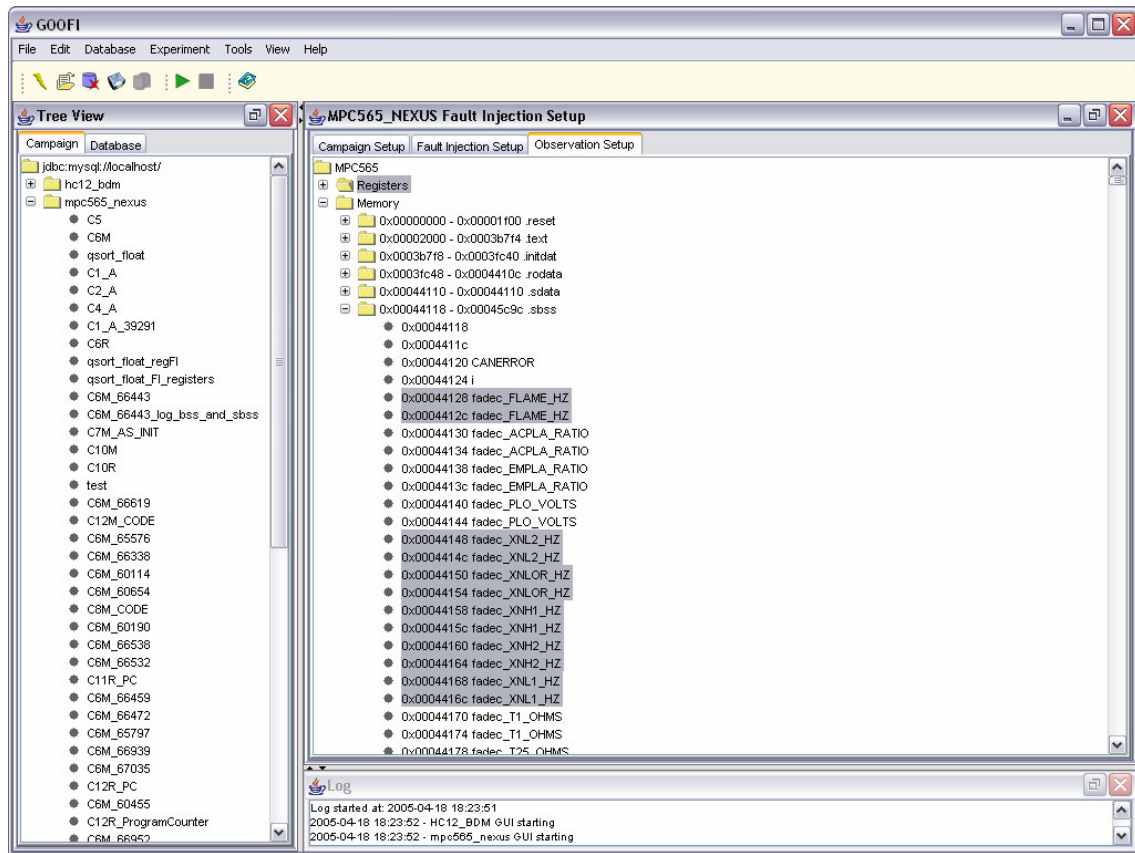 GOOFI
File Edit Database Experiment Tools View Help
Tree View
Campaign Database
jdbc:mysql://localhost/
hc12_bdm
mpc565_nexus
C5
C6M
qsort_float
C1_A
C2_A
C4_A
C1_A_39291
C6R
qsort_float_regFI
qsort_float_FI_registers
C6M_66443
C6M_66443_log_bss_and_sbss
C7M_AS_INIT
C10M
C10R
test
C6M_66619
C12M_CODE
C6M_65576
C6M_66338
C6M_60114
C6M_60654
C8M_CODE
C6M_60190
C6M_66538
C6M_66532
C11R_PC
C6M_66459
C6M_66472
C6M_65797
C6M_66939
C6M_67035
C12R_PC
C6M_60455
C12R_ProgramCounter
C6M_66952
MPC565_NEXUS Fault Injection Setup
Campaign Setup Fault Injection Setup Observation Setup
MPC565
Registers
Memory
0x00000000 - 0x00001f00 .reset
0x00002000 - 0x0003b7f4 .text
0x0003b7f8 - 0x0003fc40 .initdat
0x0003fc48 - 0x0004410c .rodata
0x00044110 - 0x00044110 .sdata
0x00044118 - 0x00045c9c .sbss
0x00044118
0x0004411c
0x00044120 CANERROR
0x00044124 i
0x00044128 fadec_FLAME_HZ
0x0004412c fadec_FLAME_HZ
0x00044130 fadec_ACPLA_RATIO
0x00044134 fadec_ACPLA_RATIO
0x00044138 fadec_EMPLA_RATIO
0x0004413c fadec_EMPLA_RATIO
0x00044140 fadec_PLO_VOLTS
0x00044144 fadec_PLO_VOLTS
0x00044148 fadec_XNL2_HZ
0x0004414c fadec_XNL2_HZ
0x00044150 fadec_XNLOR_HZ
0x00044154 fadec_XNLOR_HZ
0x00044158 fadec_XNH1_HZ
0x0004415c fadec_XNH1_HZ
0x00044160 fadec_XNH2_HZ
0x00044164 fadec_XNH2_HZ
0x00044168 fadec_XNL1_HZ
0x0004416c fadec_XNL1_HZ
0x00044170 fadec_T1_OHMS
0x00044174 fadec_T1_OHMS
0x00044178 fadec_T25_OHMS
Log
Log started at: 2005-04-18 18:23:51
2005-04-18 18:23:52 - HC12_BDM GUI starting
2005-04-18 18:23:52 - mpc565_nexus GUI starting